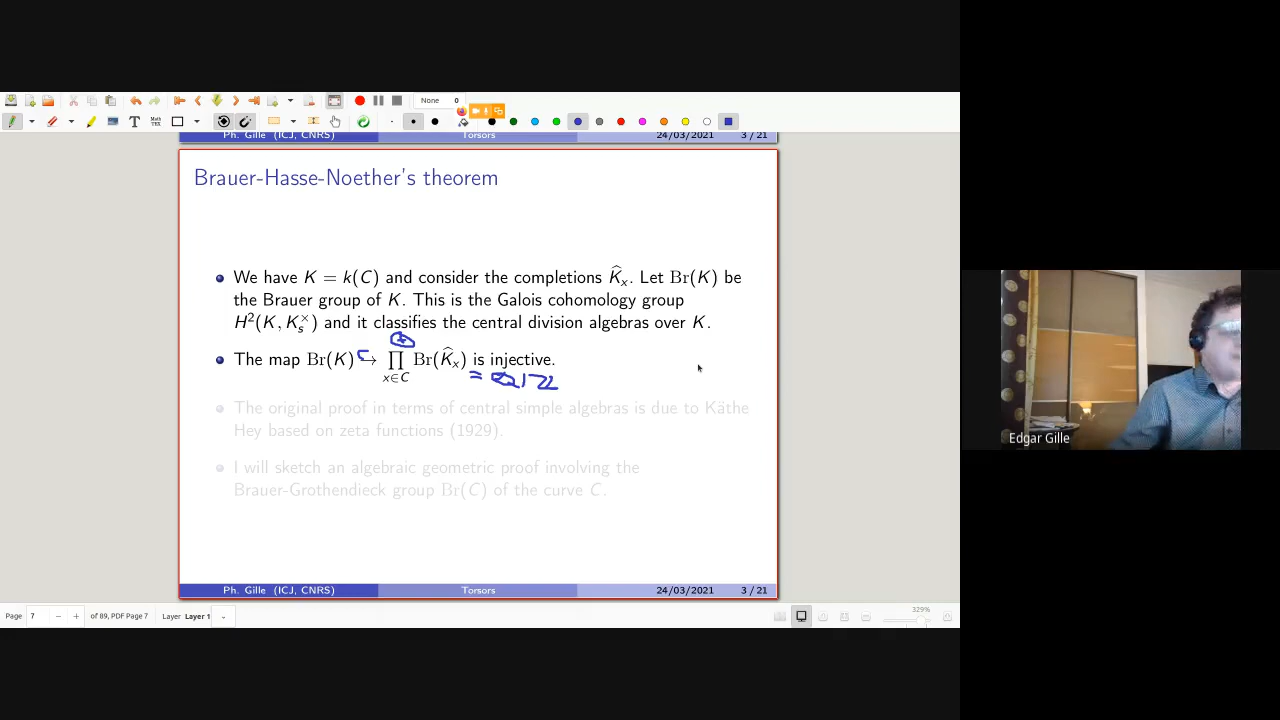 None 0
T Math TEX
Ph. Gille (ICJ, CNRS) Torsors 24/03/2021 3 / 21
Brauer-Hasse-Noether's theorem
We have K = k(C) and consider the completions K̂ₓ. Let Br(K) be
the Brauer group of K. This is the Galois cohomology group
H²(K, Kₛ×) and it classifies the central division algebras over K.
⊕
The map Br(K) ↪ ∏ Br(K̂ₓ) is injective.
x∈C = Q/Z
The original proof in terms of central simple algebras is due to Käthe
Hey based on zeta functions (1929).
I will sketch an algebraic geometric proof involving the
Brauer-Grothendieck group Br(C) of the curve C.
Ph. Gille (ICJ, CNRS) Torsors 24/03/2021 3 / 21
Page 7 − + of 89, PDF Page 7 Layer Layer 1 329%
Edgar Gille